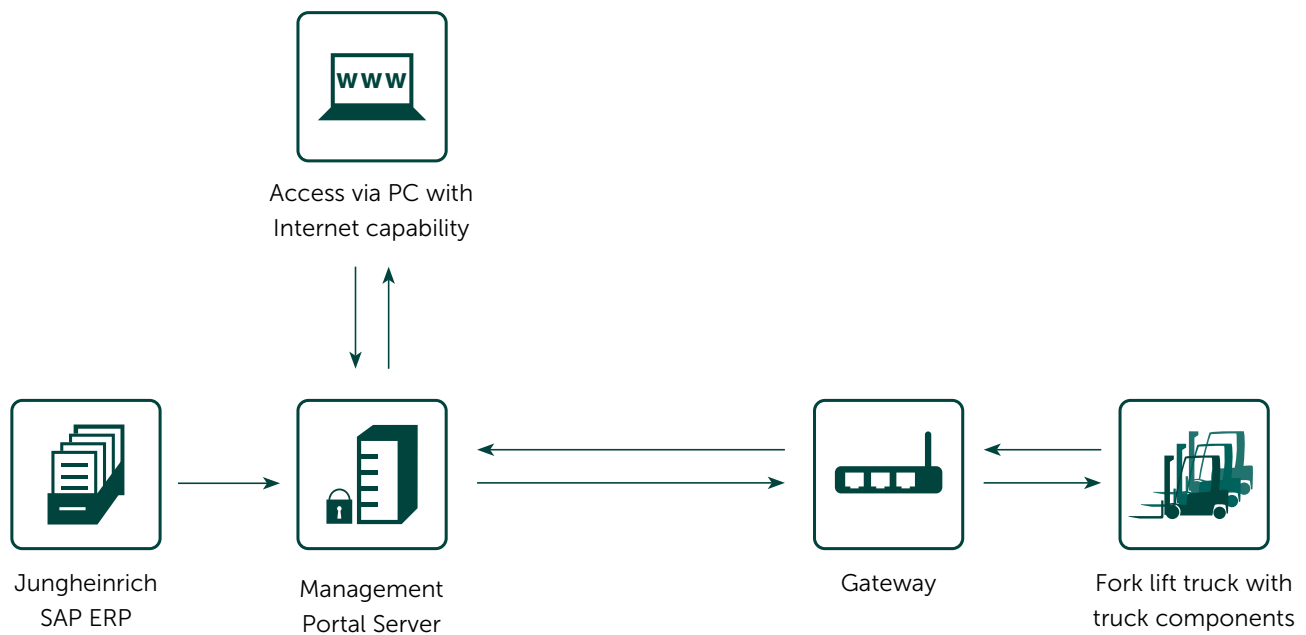 WWW
Access via PC with
Internet capability
Jungheinrich
SAP ERP
Management
Portal Server
Gateway
Fork lift truck with
truck components